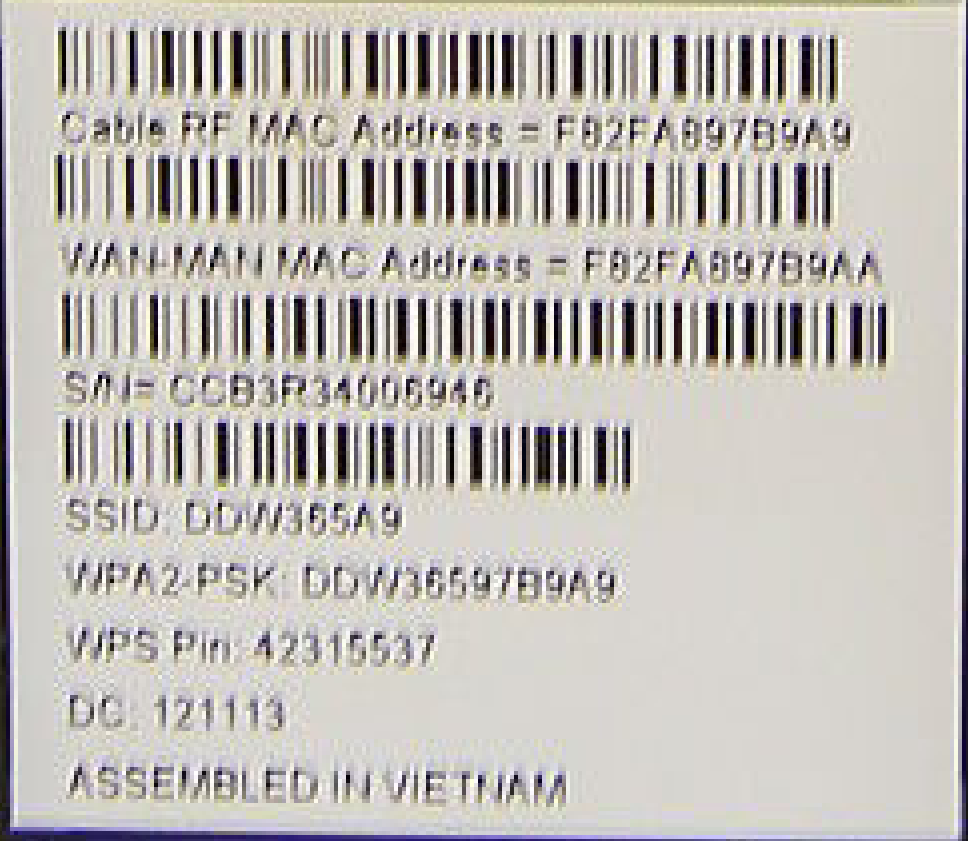 Cable RF MAC Address = F82FA897B9A9
WAN-MAN MAC Address = F82FA897B9AA
S/N= CCB3R34006946
SSID: DDW365A9
WPA2-PSK: DDW36597B9A9
WPS Pin: 42315537
DC: 121113
ASSEMBLED IN VIETNAM